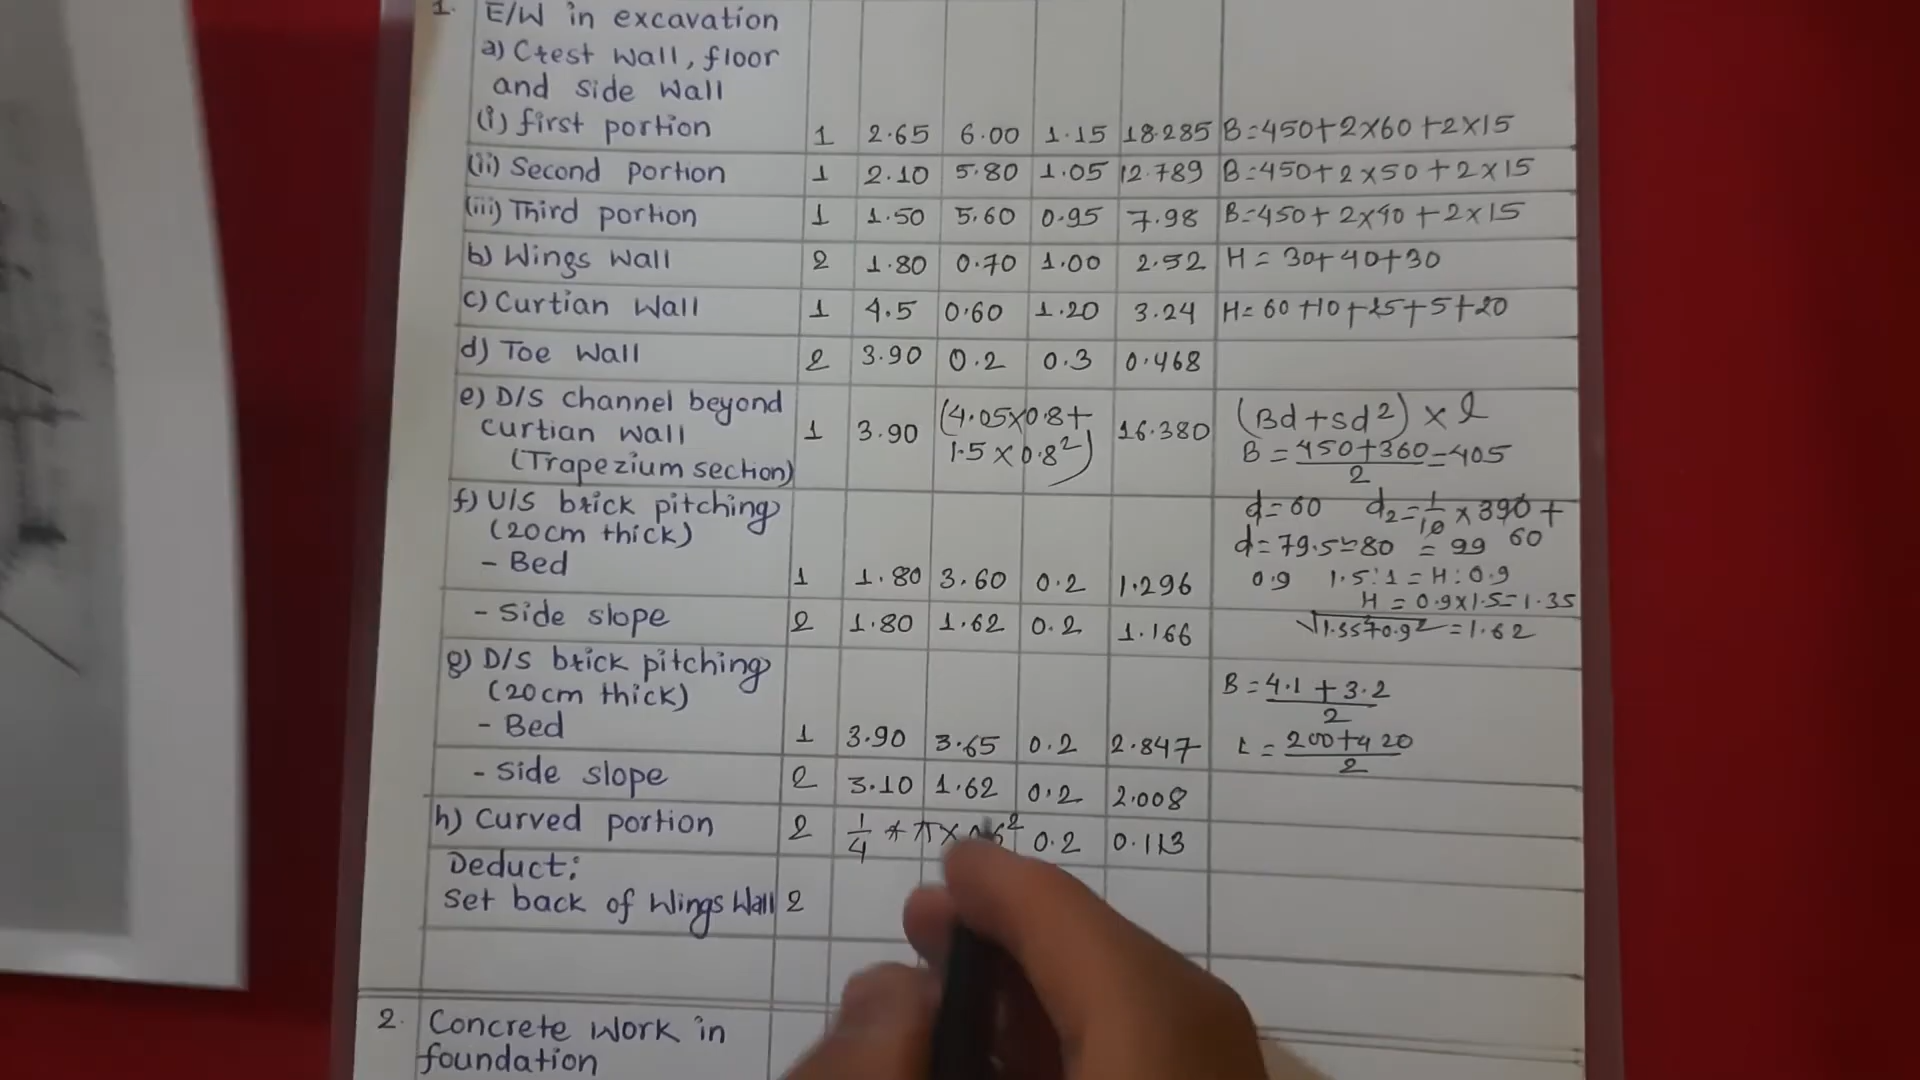 1. E/W in excavation
a) Crest Wall, floor
and Side Wall
(i) first portion 1 2.65 6.00 1.15 18.285 B=450+2x60+2x15
(ii) Second Portion 1 2.10 5.80 1.05 12.789 B=450+2x50+2x15
(iii) Third portion 1 1.50 5.60 0.95 7.98 B=450+2x40+2x15
b) Wings Wall 2 1.80 0.70 1.00 2.52 H = 30+40+30
c) Curtian Wall 1 4.5 0.60 1.20 3.24 H= 60+10+25+5+20
d) Toe Wall 2 3.90 0.2 0.3 0.468
e) D/S channel beyond
curtian wall
(Trapezium section) 1 3.90 (4.05x0.8+
1.5x0.8²) 16.380 (Bd+sd²) x l
B = 450+360/2 = 405
f) U/S brick pitching
(20cm thick)
d=60 d₂=1/10 x 390 +
60
d=79.5≃80 = 99
- Bed 1 1.80 3.60 0.2 1.296 0.9 1.5:1 = H:0.9
H = 0.9x1.5=1.35
- Side slope 2 1.80 1.62 0.2 1.166 √1.35²+0.9² = 1.62
g) D/S brick pitching
(20cm thick) B = 4.1+3.2/2
- Bed 1 3.90 3.65 0.2 2.847 L = 200+420/2
- Side slope 2 3.10 1.62 0.2 2.008
h) Curved portion 2 1/4 * π x 0.2 0.113
Deduct:
Set back of Wings Wall 2
2. Concrete Work in
foundation